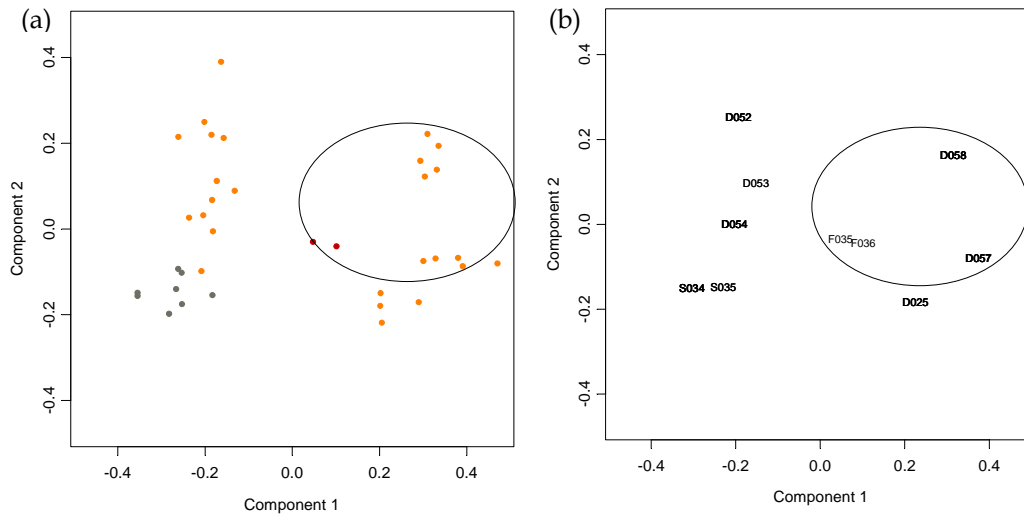 (a)
0.4
0.2
0.0
-0.2
-0.4
Component 2
-0.4 -0.2 0.0 0.2 0.4
Component 1
(b)
0.4
0.2
0.0
-0.2
-0.4
Component 2
D052
D058
D053
D054
F035
F036
D057
S034 S035
D025
-0.4 -0.2 0.0 0.2 0.4
Component 1